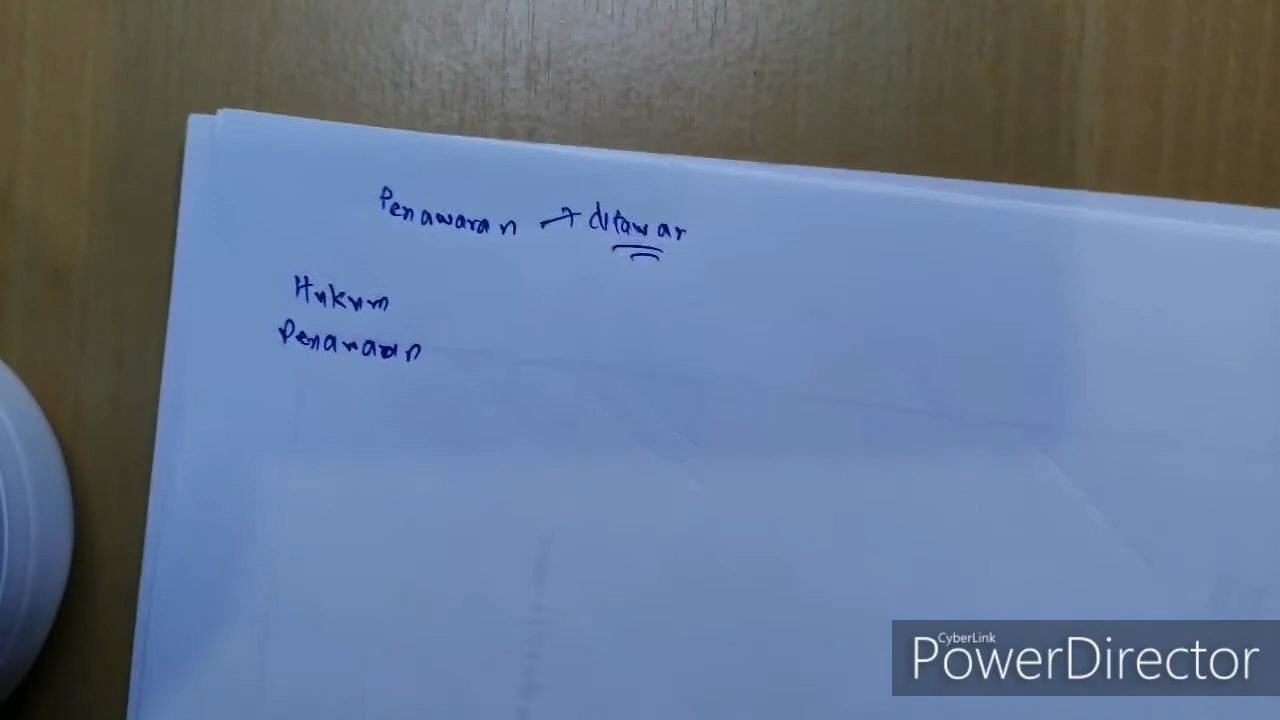 Penawaran → ditawar
Hukum
Penawaran
CyberLink
PowerDirector